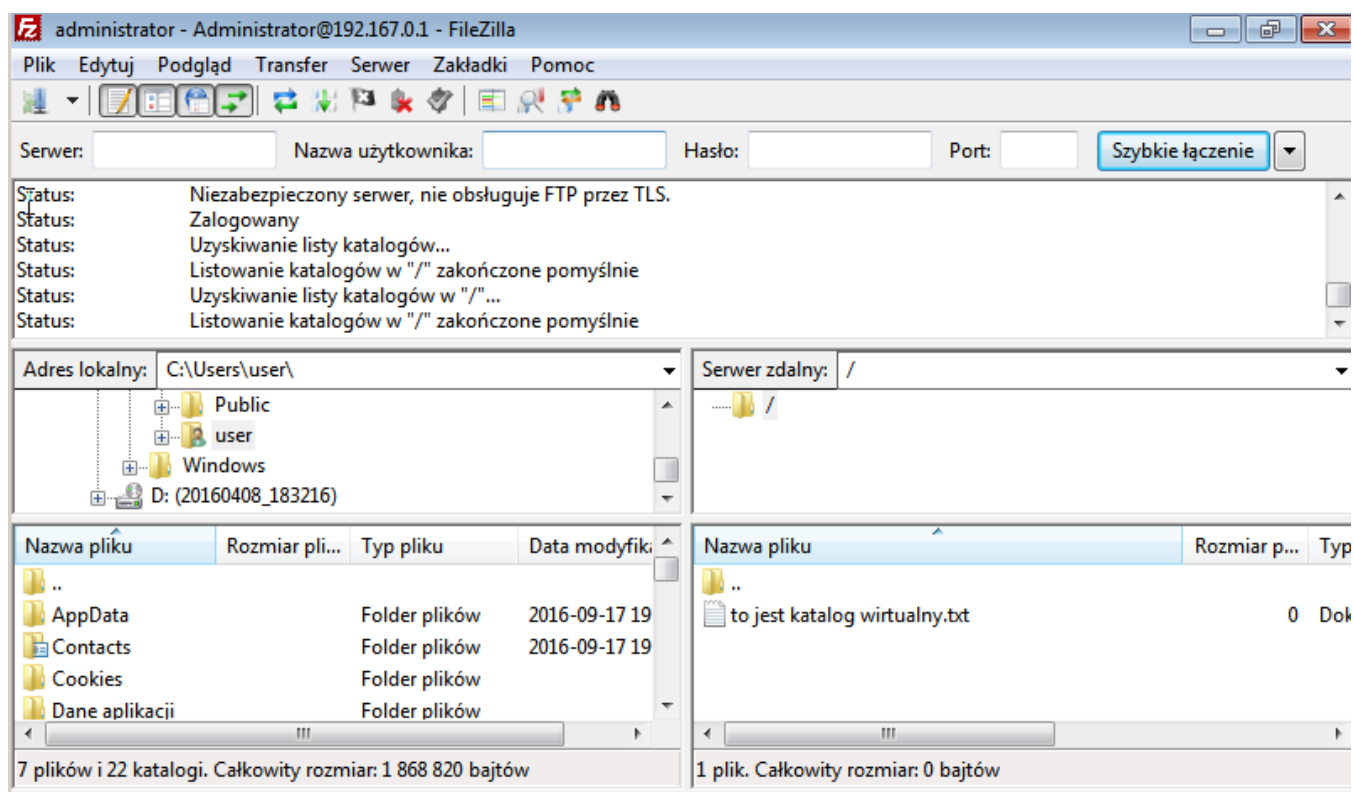 administrator - Administrator@192.167.0.1 - FileZilla
Plik Edytuj Podgląd Transfer Serwer Zakładki Pomoc
Serwer: Nazwa użytkownika: Hasło: Port: Szybkie łączenie
Status: Niezabezpieczony serwer, nie obsługuje FTP przez TLS.
Status: Zalogowany
Status: Uzyskiwanie listy katalogów...
Status: Listowanie katalogów w "/" zakończone pomyślnie
Status: Uzyskiwanie listy katalogów w "/"...
Status: Listowanie katalogów w "/" zakończone pomyślnie
Adres lokalny: C:\Users\user\
Public
user
Windows
D: (20160408_183216)
Serwer zdalny: /
/
Nazwa pliku Rozmiar pli... Typ pliku Data modyfika
..
AppData Folder plików 2016-09-17 19
Contacts Folder plików 2016-09-17 19
Cookies Folder plików
Dane aplikacji Folder plików
7 plików i 22 katalogi. Całkowity rozmiar: 1 868 820 bajtów
Nazwa pliku Rozmiar p... Typ
..
to jest katalog wirtualny.txt 0 Dok
1 plik. Całkowity rozmiar: 0 bajtów